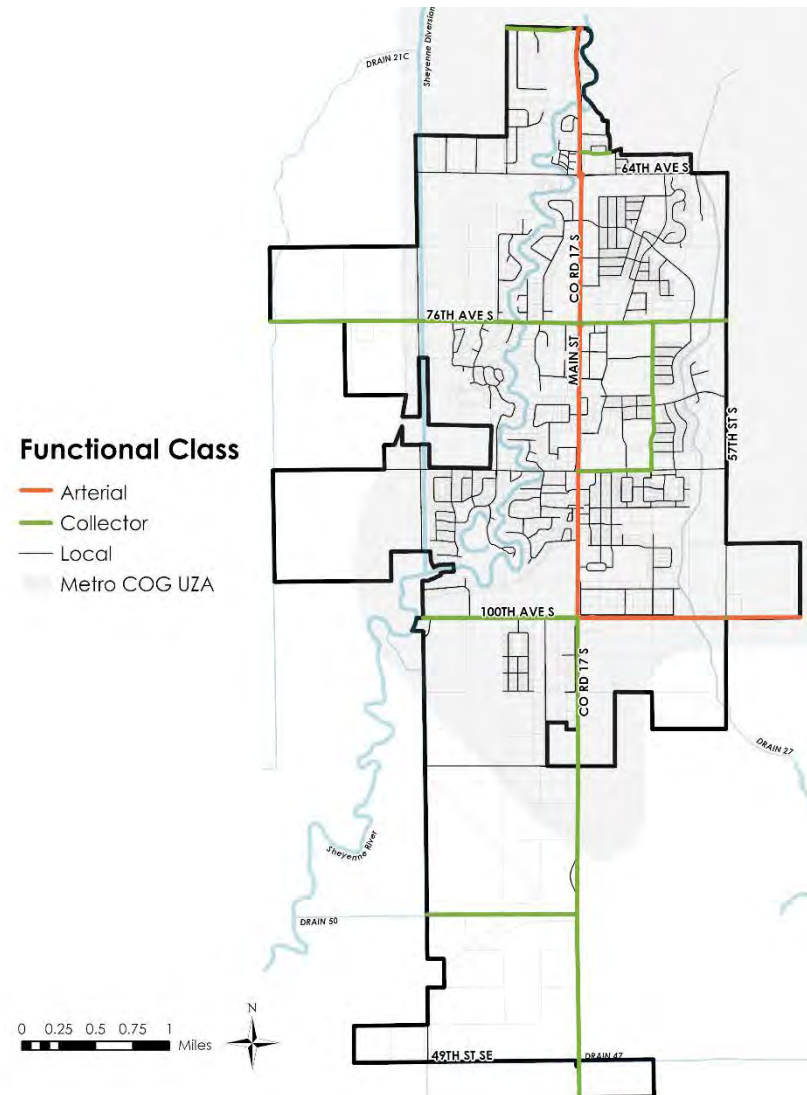 Sheyenne Diversion
DRAIN 21C
64TH AVE S
CO RD 17 S
76TH AVE S
MAIN ST
57TH ST S
Functional Class
Arterial
Collector
Local
Metro COG UZA
100TH AVE S
CO RD 17 S
DRAIN 27
Sheyenne River
DRAIN 50
N
0 0.25 0.5 0.75 1
Miles
49TH ST SE
DRAIN 47